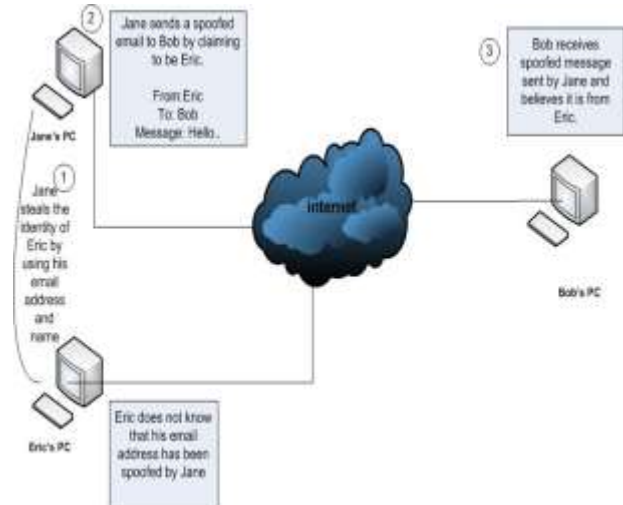 2
Jane sends a spoofed
email to Bob by claiming
to be Eric.
From:Eric
To: Bob
Message: Hello..
3
Bob receives
spoofed message
sent by Jane and
believes it is from
Eric.
Jane's PC
1
Jane
steals the
identity of
Eric by
using his
email
address
and
name
internet
Bob's PC
Eric's PC
Eric does not know
that his email
address has been
spoofed by Jane